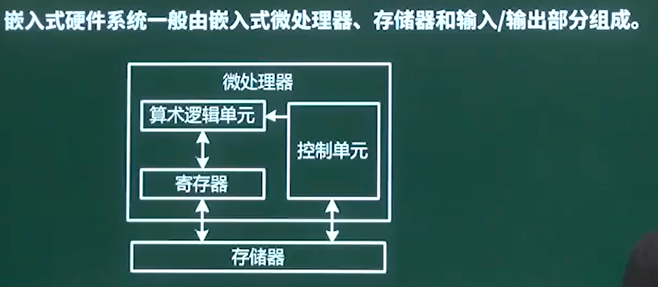 嵌入式硬件系统一般由嵌入式微处理器、存储器和输入/输出部分组成。
微处理器
算术逻辑单元
控制单元
寄存器
存储器